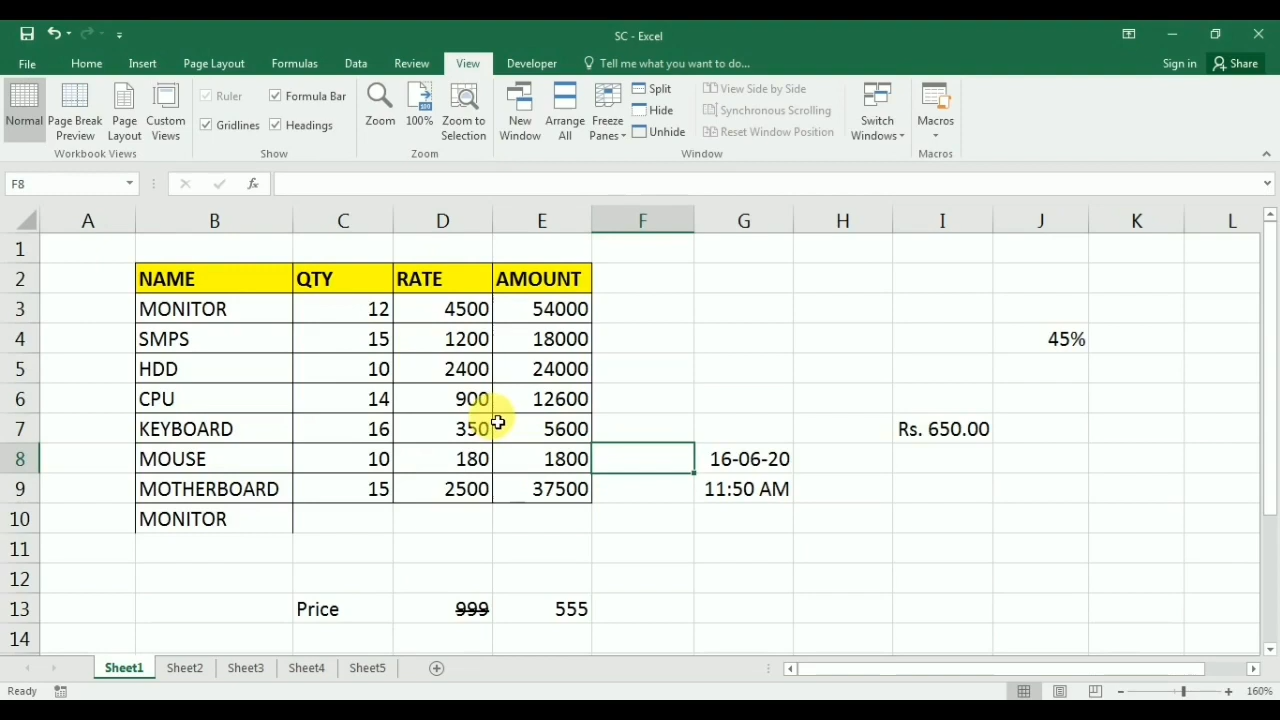 SC - Excel
File Home Insert Page Layout Formulas Data Review View Developer Tell me what you want to do... Sign in Share
Normal Page Break Preview Page Layout Custom Views
Workbook Views
Ruler Formula Bar
Gridlines Headings
Show
Zoom 100% Zoom to Selection
Zoom
New Window Arrange All Freeze Panes
Split View Side by Side
Hide Synchronous Scrolling
Unhide Reset Window Position
Switch Windows
Window
Macros
Macros
F8 fx
A B C D E F G H I J K L
1
2 NAME QTY RATE AMOUNT
3 MONITOR 12 4500 54000
4 SMPS 15 1200 18000 45%
5 HDD 10 2400 24000
6 CPU 14 900 12600
7 KEYBOARD 16 350 5600 Rs. 650.00
8 MOUSE 10 180 1800 16-06-20
9 MOTHERBOARD 15 2500 37500 11:50 AM
10 MONITOR
11
12
13 Price 999 555
14
Sheet1 Sheet2 Sheet3 Sheet4 Sheet5
Ready 160%